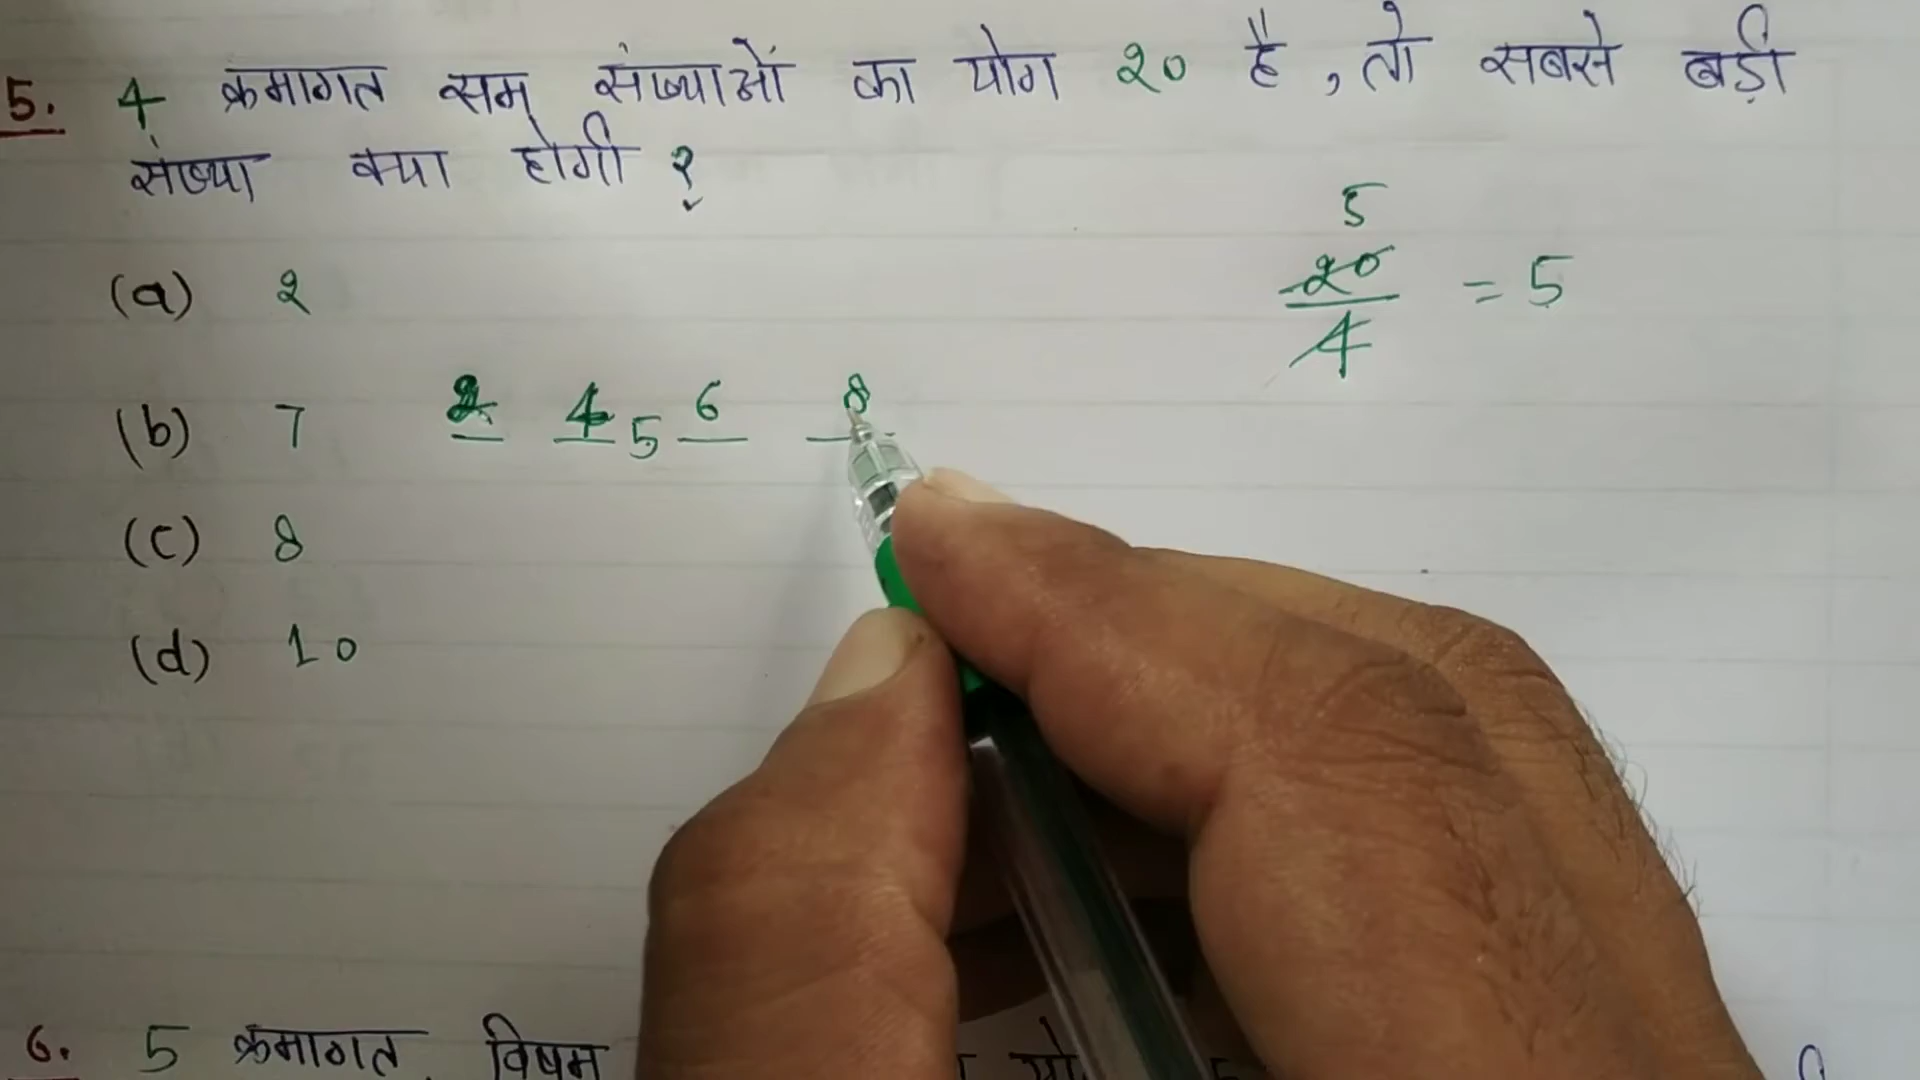 5. 4 क्रमागत सम संख्याओं का योग 20 है, तो सबसे बड़ी
संख्या क्या होगी ?
5
20
4
= 5
(a) 2
(b) 7
2 4 5 6 8
(c) 8
(d) 10
6. 5 क्रमागत विषम